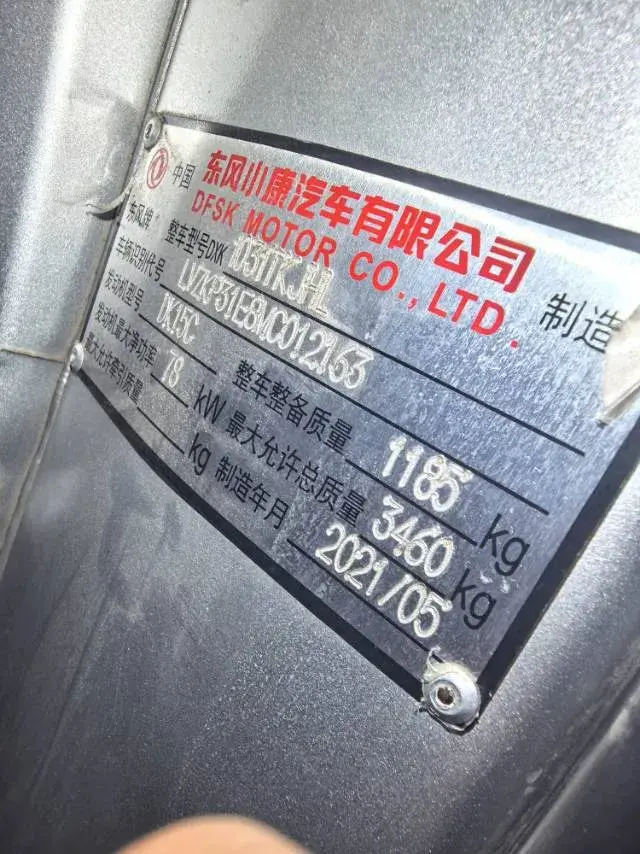 中国 东风小康汽车有限公司 制造
DFSK MOTOR CO.,LTD.
东风牌 整车型号DXK 1031TKJHL
车辆识别代号 LVZKP31E8MC012163
发动机型号 DK15C 整车整备质量 1185 kg
发动机最大净功率 78 kW 最大允许总质量 3460 kg
最大允许牵引质量 kg 制造年月 2021/05